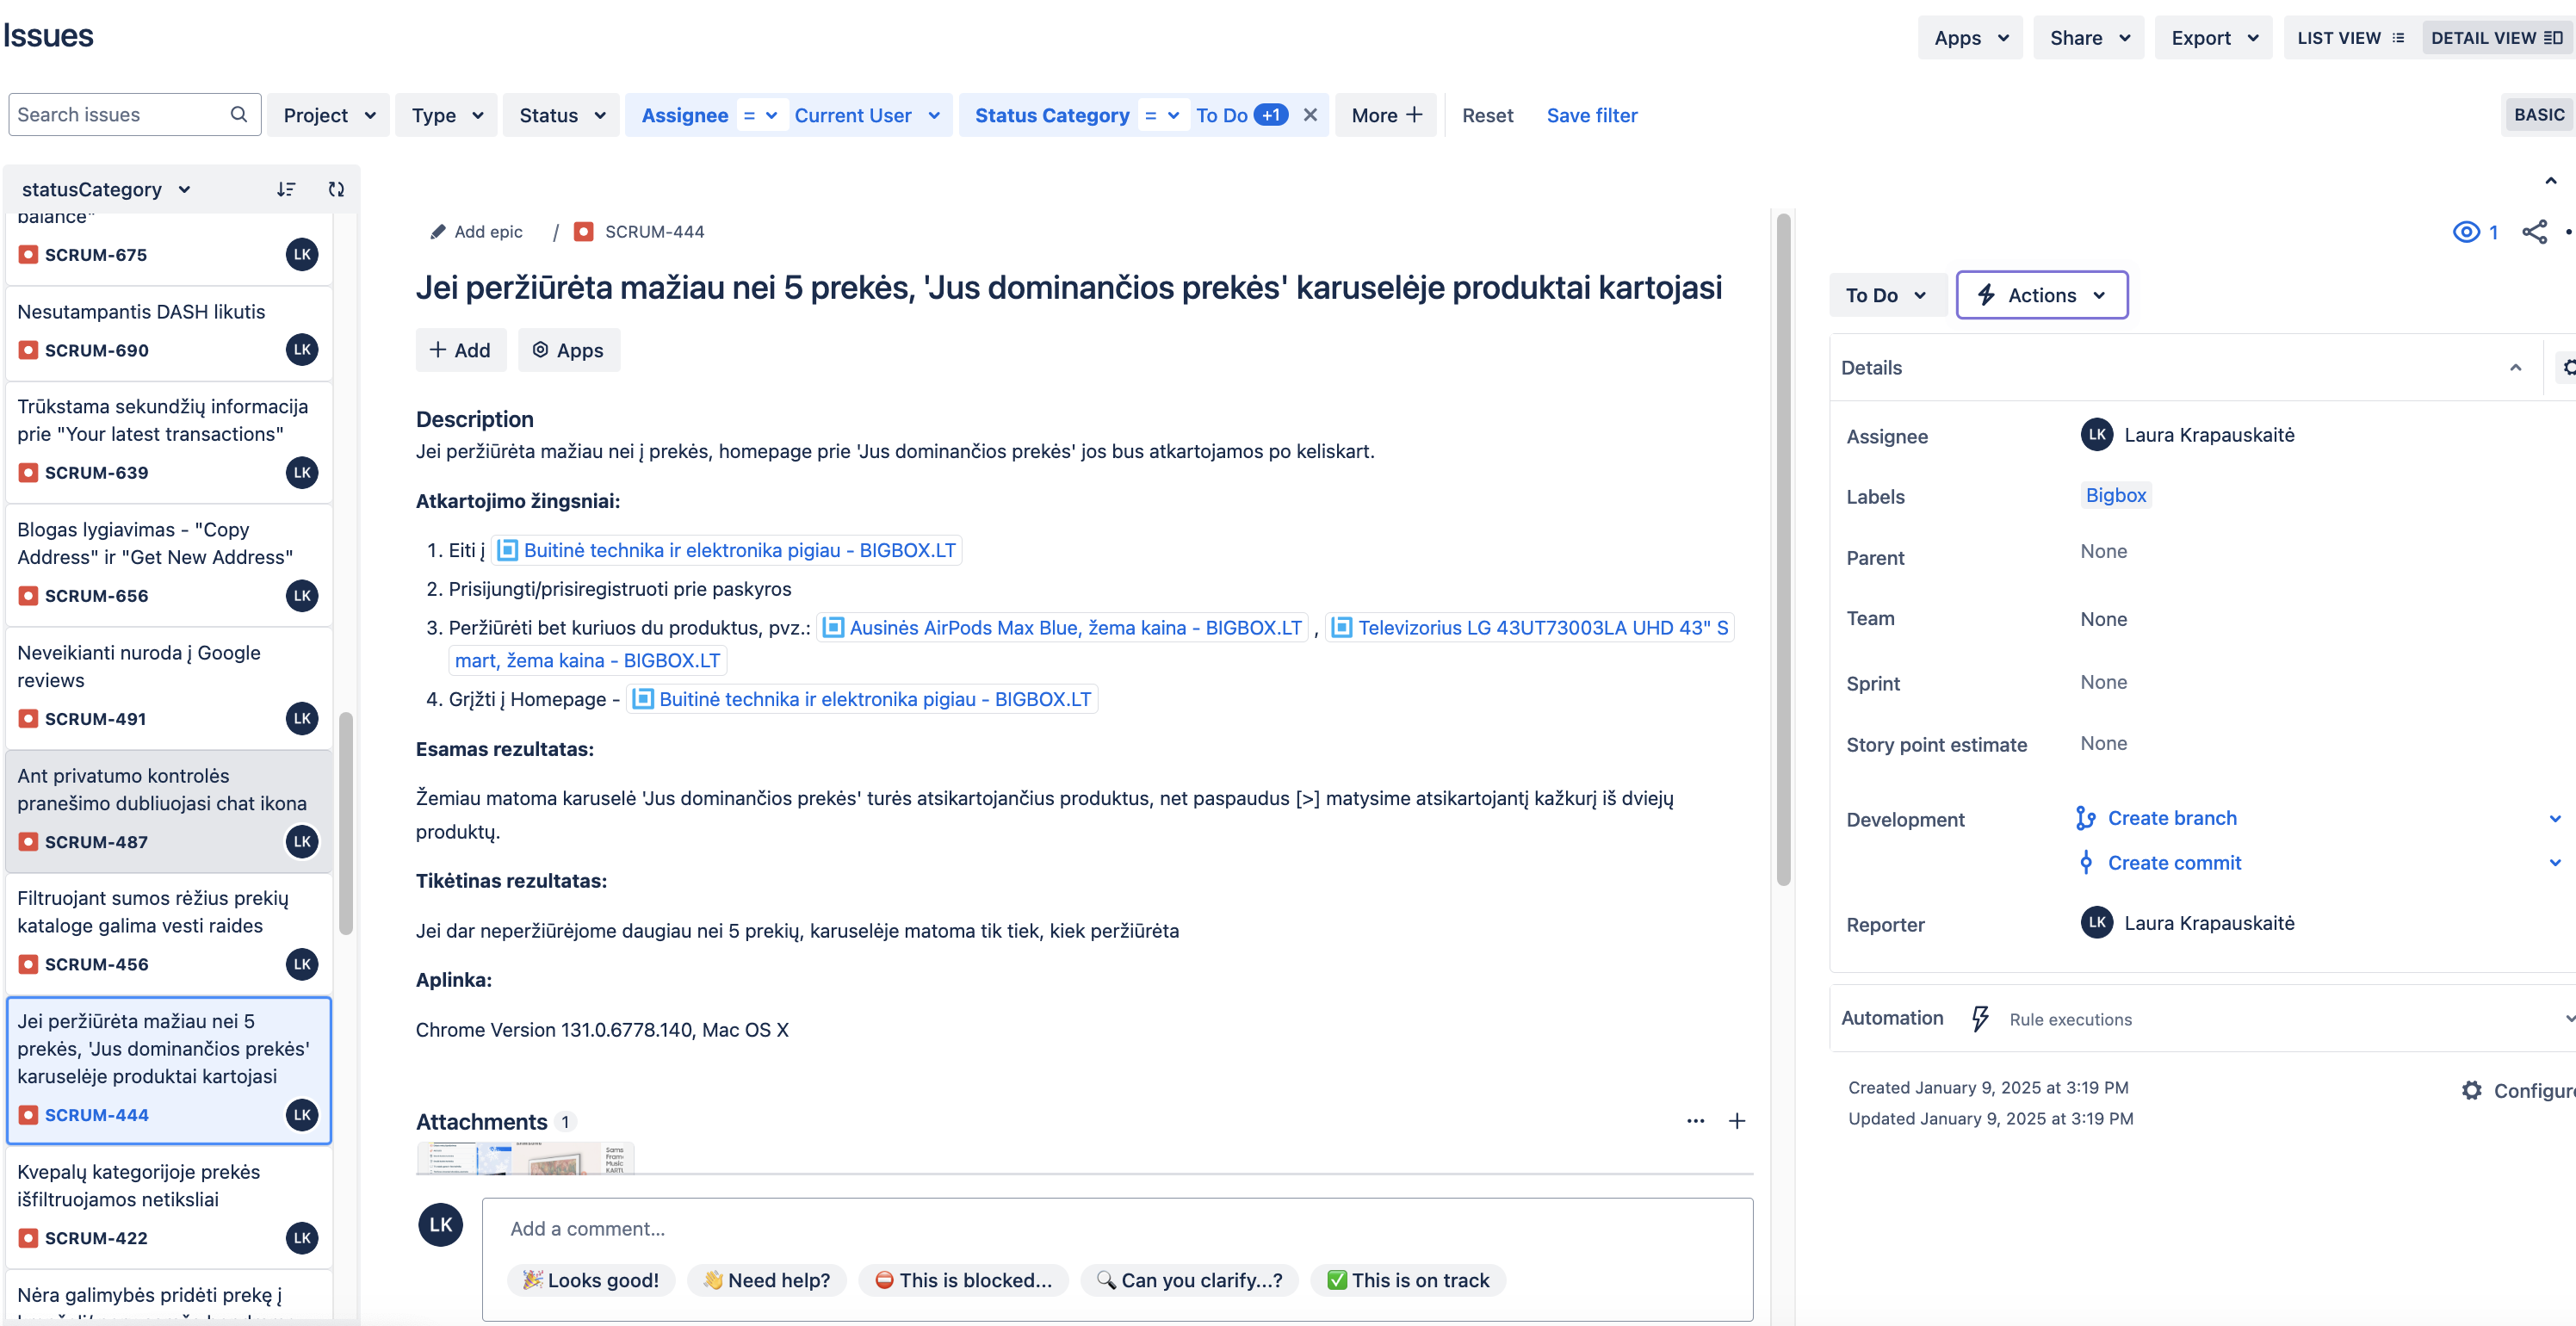 Issues
Apps
Share
Export
LIST VIEW
DETAIL VIEW
Search issues
Project
Type
Status
Assignee = Current User
Status Category = To Do +1
More
Reset
Save filter
BASIC
statusCategory
balance"
SCRUM-675
LK
Nesutampantis DASH likutis
SCRUM-690
LK
Trūkstama sekundžių informacija
prie "Your latest transactions"
SCRUM-639
LK
Blogas lygiavimas - "Copy
Address" ir "Get New Address"
SCRUM-656
LK
Neveikianti nuroda į Google
reviews
SCRUM-491
LK
Ant privatumo kontrolės
pranešimo dubliuojasi chat ikona
SCRUM-487
LK
Filtruojant sumos rėžius prekių
kataloge galima vesti raides
SCRUM-456
LK
Jei peržiūrėta mažiau nei 5
prekės, 'Jus dominančios prekės'
karuselėje produktai kartojasi
SCRUM-444
LK
Kvepalų kategorijoje prekės
išfiltruojamos netiksliai
SCRUM-422
LK
Nėra galimybės pridėti prekę į
Add epic / SCRUM-444
Jei peržiūrėta mažiau nei 5 prekės, 'Jus dominančios prekės' karuselėje produktai kartojasi
Add
Apps
Description
Jei peržiūrėta mažiau nei į prekės, homepage prie 'Jus dominančios prekės' jos bus atkartojamos po keliskart.
Atkartojimo žingsniai:
1. Eiti į Buitinė technika ir elektronika pigiau - BIGBOX.LT
2. Prisijungti/prisiregistruoti prie paskyros
3. Peržiūrėti bet kuriuos du produktus, pvz.: Ausinės AirPods Max Blue, žema kaina - BIGBOX.LT , Televizorius LG 43UT73003LA UHD 43" S
mart, žema kaina - BIGBOX.LT
4. Grįžti į Homepage - Buitinė technika ir elektronika pigiau - BIGBOX.LT
Esamas rezultatas:
Žemiau matoma karuselė 'Jus dominančios prekės' turės atsikartojančius produktus, net paspaudus [>] matysime atsikartojantį kažkurį iš dviejų
produktų.
Tikėtinas rezultatas:
Jei dar neperžiūrėjome daugiau nei 5 prekių, karuselėje matoma tik tiek, kiek peržiūrėta
Aplinka:
Chrome Version 131.0.6778.140, Mac OS X
Attachments 1
LK
Add a comment...
🎉 Looks good!
👋 Need help?
⛔ This is blocked...
🔍 Can you clarify...?
✅ This is on track
1
To Do
Actions
Details
Assignee
LK Laura Krapauskaitė
Labels
Bigbox
Parent
None
Team
None
Sprint
None
Story point estimate
None
Development
Create branch
Create commit
Reporter
LK Laura Krapauskaitė
Automation
Rule executions
Created January 9, 2025 at 3:19 PM
Updated January 9, 2025 at 3:19 PM
Configure